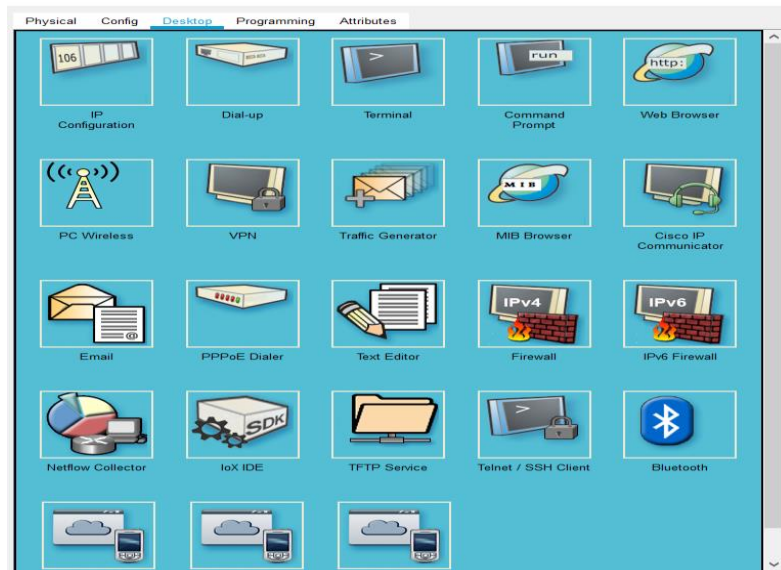 Physical Config Desktop Programming Attributes
106
run
http:
IP
Configuration
Dial-up
Terminal
Command
Prompt
Web Browser
MIB
PC Wireless
VPN
Traffic Generator
MIB Browser
Cisco IP
Communicator
@
IPv4
IPv6
Email
PPPoE Dialer
Text Editor
Firewall
IPv6 Firewall
SDK
Netflow Collector
IoX IDE
TFTP Service
Telnet / SSH Client
Bluetooth